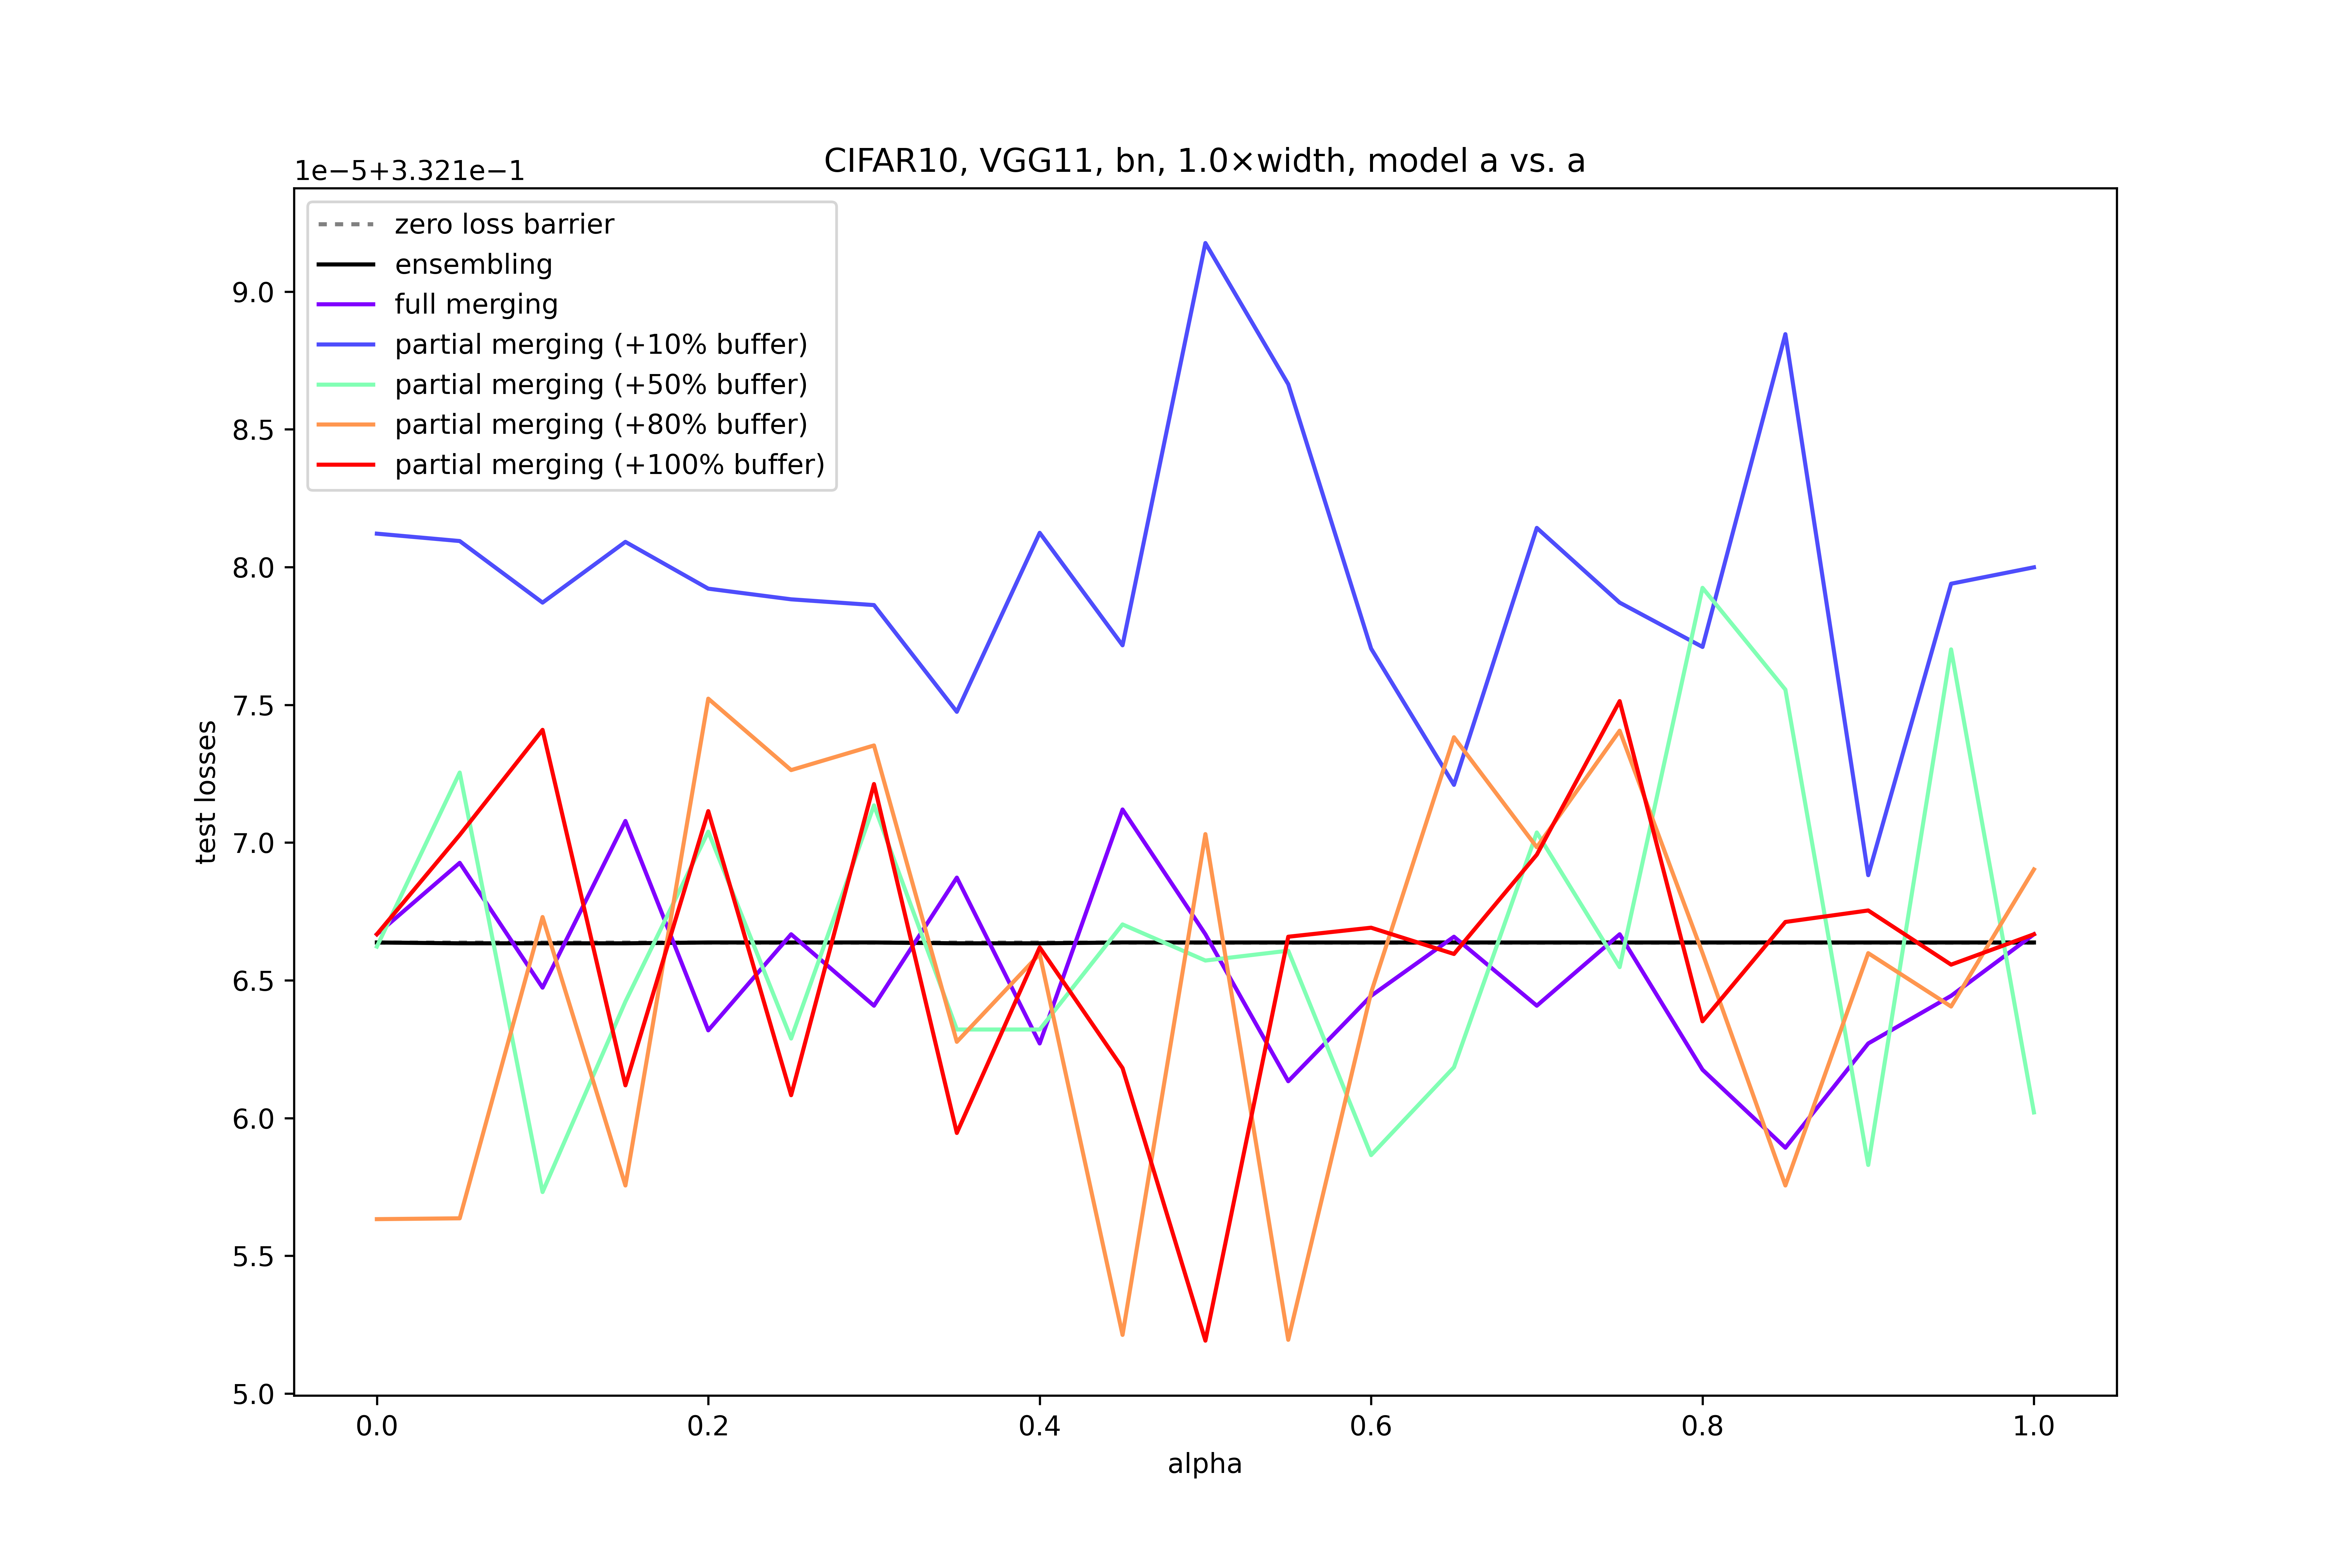 CIFAR10, VGG11, bn, 1.0×width, model a vs. a
1e−5+3.321e−1
zero loss barrier
ensembling
full merging
partial merging (+10% buffer)
partial merging (+50% buffer)
partial merging (+80% buffer)
partial merging (+100% buffer)
9.0
8.5
8.0
7.5
7.0
6.5
6.0
5.5
5.0
test losses
0.0 0.2 0.4 0.6 0.8 1.0
alpha